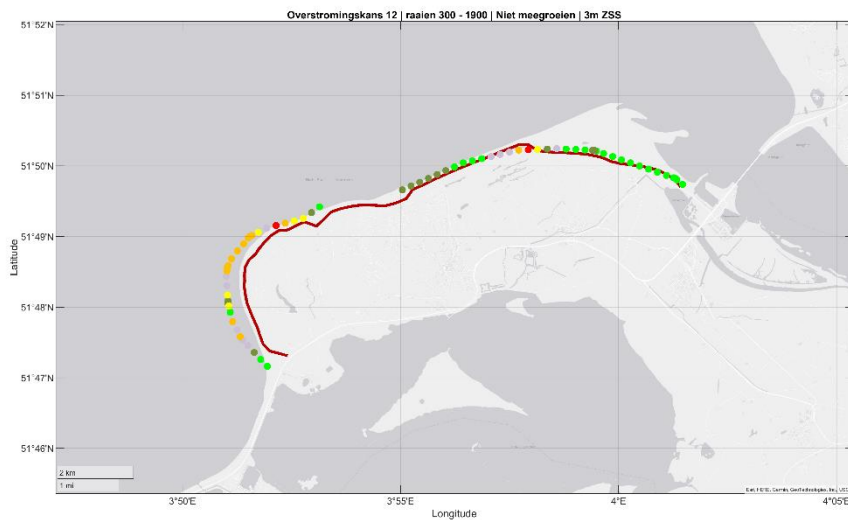 Overstromingskans 12 | raaien 300 - 1900 | Niet meegroeien | 3m ZSS
51°52'N
51°51'N
51°50'N
51°49'N
51°48'N
51°47'N
51°46'N
Latitude
2 km
1 mi
3°50'E
3°55'E
4°E
4°05'E
Longitude